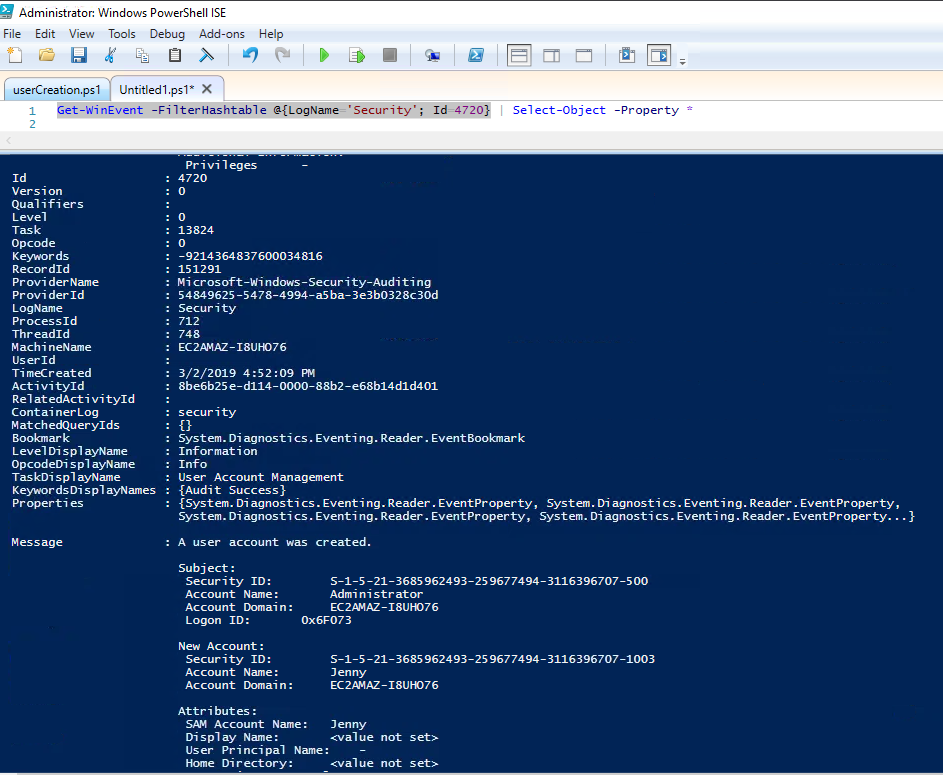 Administrator: Windows PowerShell ISE
File Edit View Tools Debug Add-ons Help
userCreation.ps1 Untitled1.ps1* X
1 Get-WinEvent -FilterHashtable @{LogName='Security'; Id=4720} | Select-Object -Property *
2
Privileges -
Id : 4720
Version : 0
Qualifiers :
Level : 0
Task : 13824
Opcode : 0
Keywords : -9214364837600034816
RecordId : 151291
ProviderName : Microsoft-Windows-Security-Auditing
ProviderId : 54849625-5478-4994-a5ba-3e3b0328c30d
LogName : Security
ProcessId : 712
ThreadId : 748
MachineName : EC2AMAZ-I8UHO76
UserId :
TimeCreated : 3/2/2019 4:52:09 PM
ActivityId : 8be6b25e-d114-0000-88b2-e68b14d1d401
RelatedActivityId :
ContainerLog : security
MatchedQueryIds : {}
Bookmark : System.Diagnostics.Eventing.Reader.EventBookmark
LevelDisplayName : Information
OpcodeDisplayName : Info
TaskDisplayName : User Account Management
KeywordsDisplayNames : {Audit Success}
Properties : {System.Diagnostics.Eventing.Reader.EventProperty, System.Diagnostics.Eventing.Reader.EventProperty,
System.Diagnostics.Eventing.Reader.EventProperty, System.Diagnostics.Eventing.Reader.EventProperty...}
Message : A user account was created.
Subject:
Security ID: S-1-5-21-3685962493-259677494-3116396707-500
Account Name: Administrator
Account Domain: EC2AMAZ-I8UHO76
Logon ID: 0x6F073
New Account:
Security ID: S-1-5-21-3685962493-259677494-3116396707-1003
Account Name: Jenny
Account Domain: EC2AMAZ-I8UHO76
Attributes:
SAM Account Name: Jenny
Display Name: <value not set>
User Principal Name: -
Home Directory: <value not set>